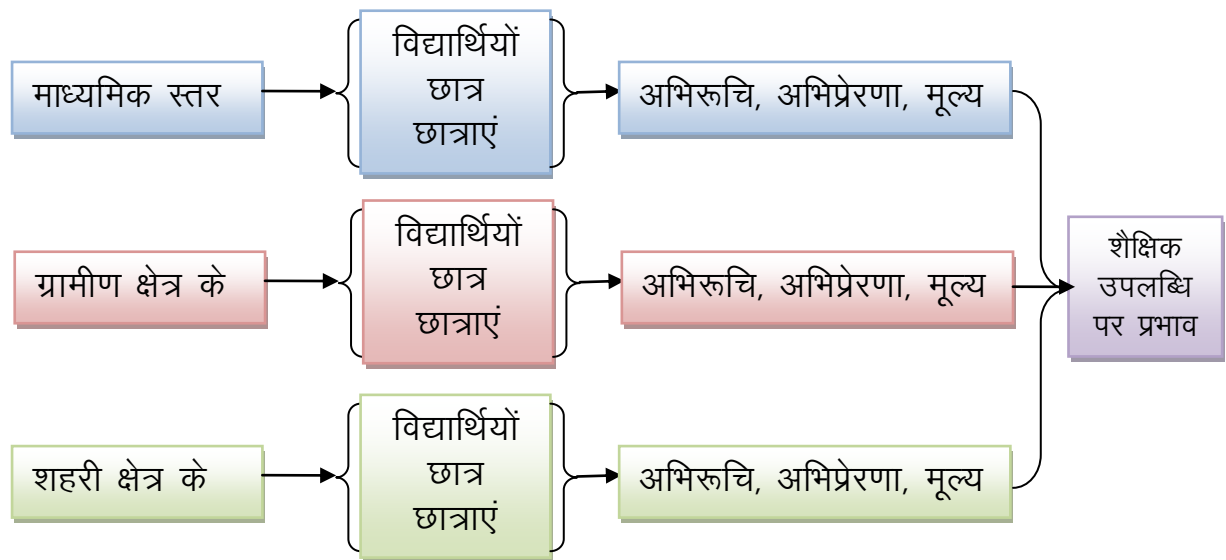 माध्यमिक स्तर
विद्यार्थियों
छात्र
छात्राएं
अभिरूचि, अभिप्रेरणा, मूल्य
ग्रामीण क्षेत्र के
विद्यार्थियों
छात्र
छात्राएं
अभिरूचि, अभिप्रेरणा, मूल्य
शहरी क्षेत्र के
विद्यार्थियों
छात्र
छात्राएं
अभिरूचि, अभिप्रेरणा, मूल्य
शैक्षिक
उपलब्धि
पर प्रभाव